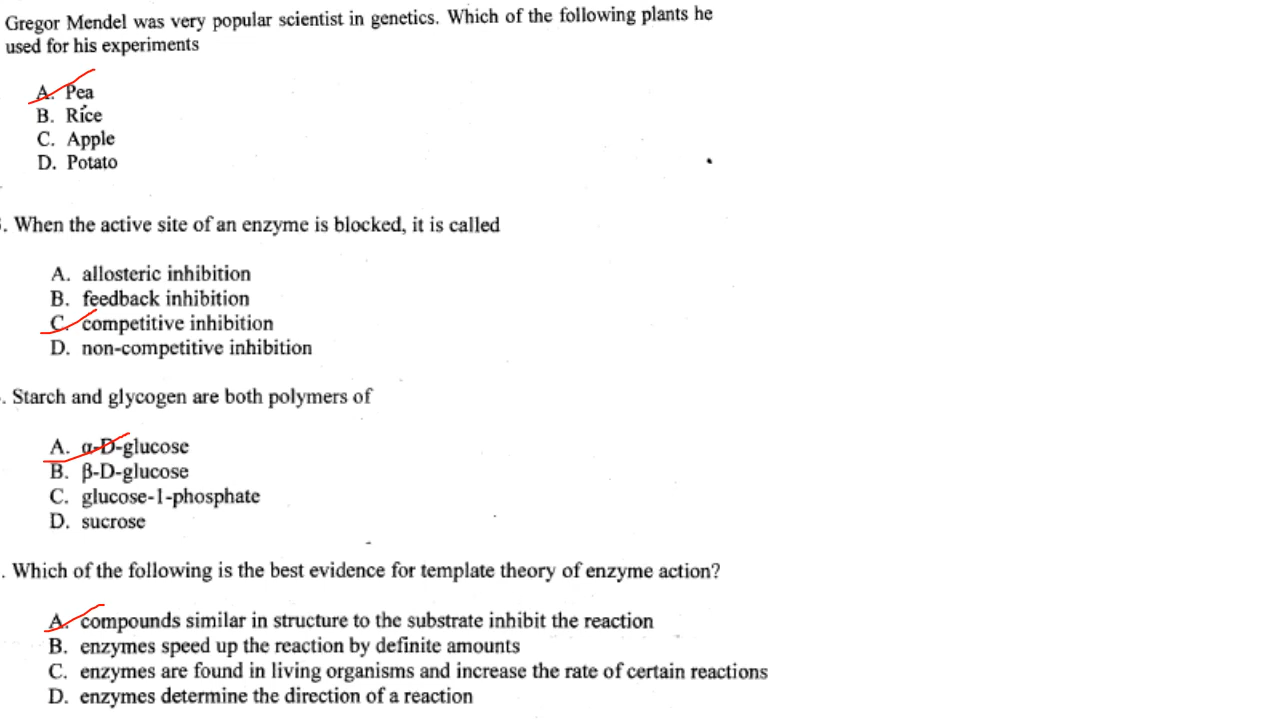 Gregor Mendel was very popular scientist in genetics. Which of the following plants he
used for his experiments
A. Pea
B. Rice
C. Apple
D. Potato
. When the active site of an enzyme is blocked, it is called
A. allosteric inhibition
B. feedback inhibition
C. competitive inhibition
D. non-competitive inhibition
. Starch and glycogen are both polymers of
A. α-D-glucose
B. β-D-glucose
C. glucose-1-phosphate
D. sucrose
. Which of the following is the best evidence for template theory of enzyme action?
A. compounds similar in structure to the substrate inhibit the reaction
B. enzymes speed up the reaction by definite amounts
C. enzymes are found in living organisms and increase the rate of certain reactions
D. enzymes determine the direction of a reaction